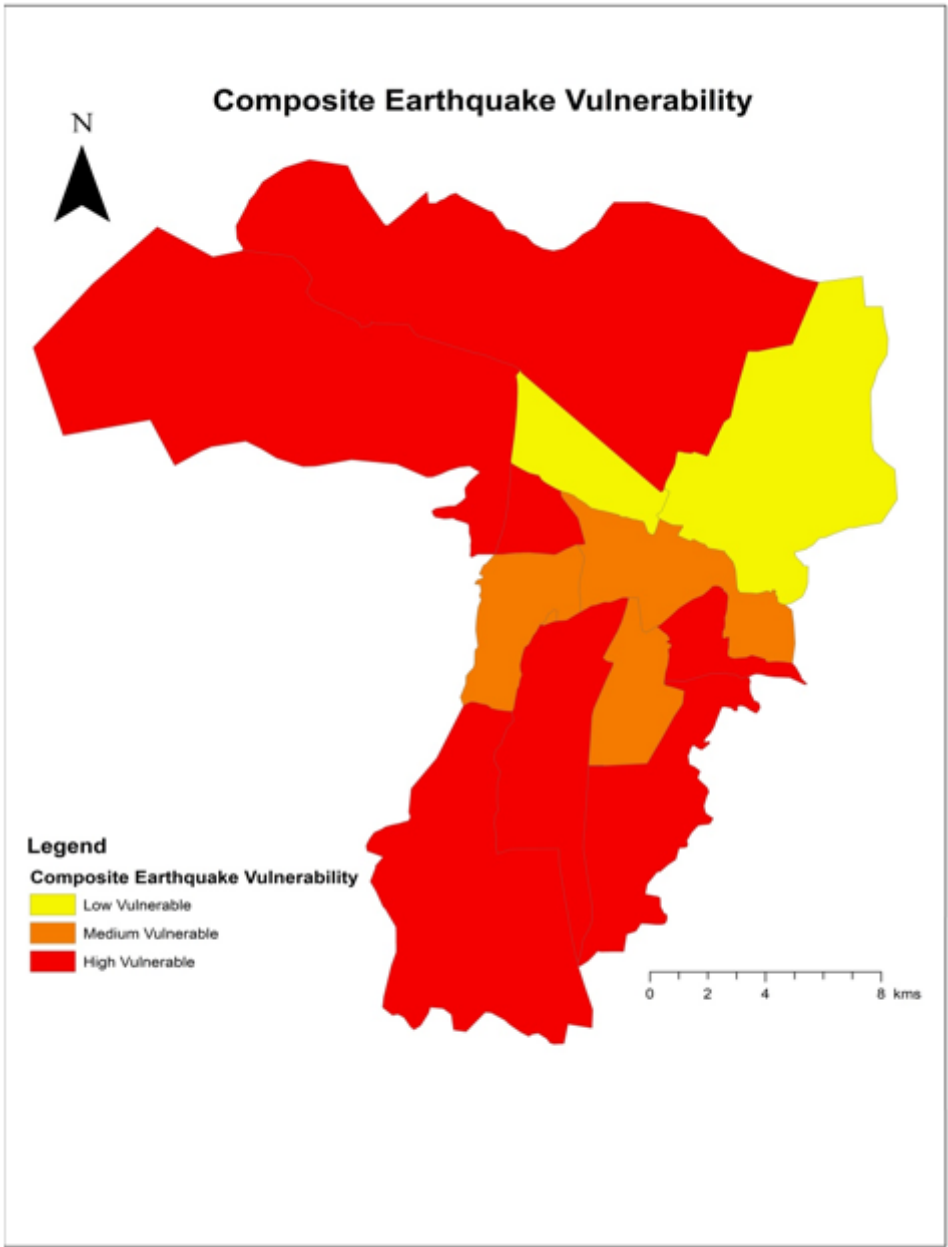 Composite Earthquake Vulnerability
N
Legend
Composite Earthquake Vulnerability
Low Vulnerable
Medium Vulnerable
High Vulnerable
0 2 4 8 kms